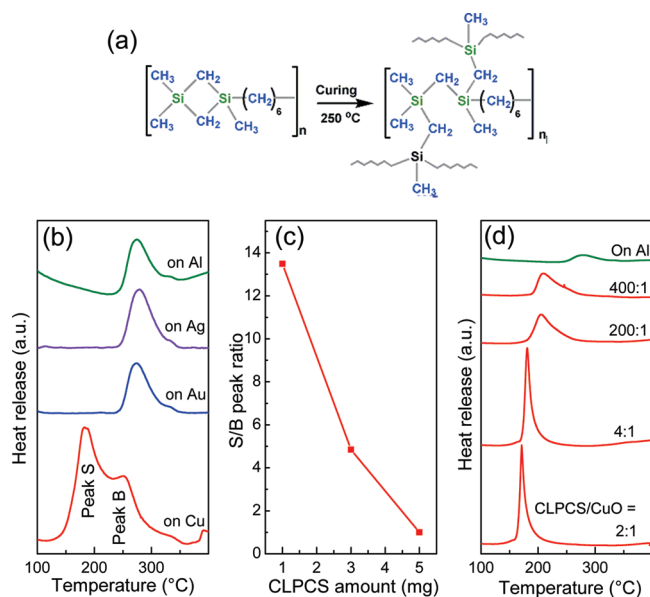 (a)
CH3
Si
CH2
CH2
Si
CH3
CH3
(CH2)6
n
Curing
250 °C
CH3
Si
CH3
CH2
CH2
Si
Si
(CH2)6
CH3
CH2
CH3
n
Si
CH3
(b)
on Al
on Ag
on Au
on Cu
Peak S
Peak B
Heat release (a.u.)
100 200 300
Temperature (°C)
(c)
S/B peak ratio
14
12
10
8
6
4
2
0
1 2 3 4 5
CLPCS amount (mg)
(d)
On Al
400:1
200:1
4:1
CLPCS/CuO =
2:1
Heat release (a.u.)
100 200 300 400
Temperature (°C)